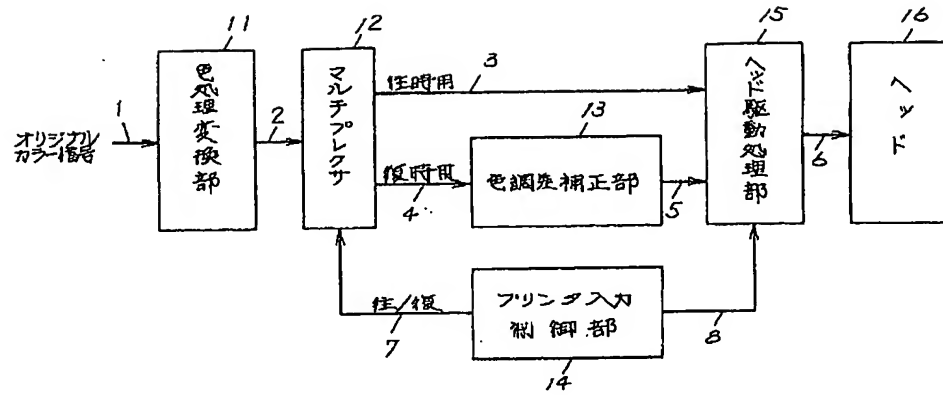 11
12
15
16
1
オリジナル
カラー信号
色処理変換部
2
マルチプレクサ
往時用
3
復時用
4
13
色調差補正部
5
ヘッド駆動処理部
6
ヘッド
往/復
7
プリンタ入力
制御部
14
8